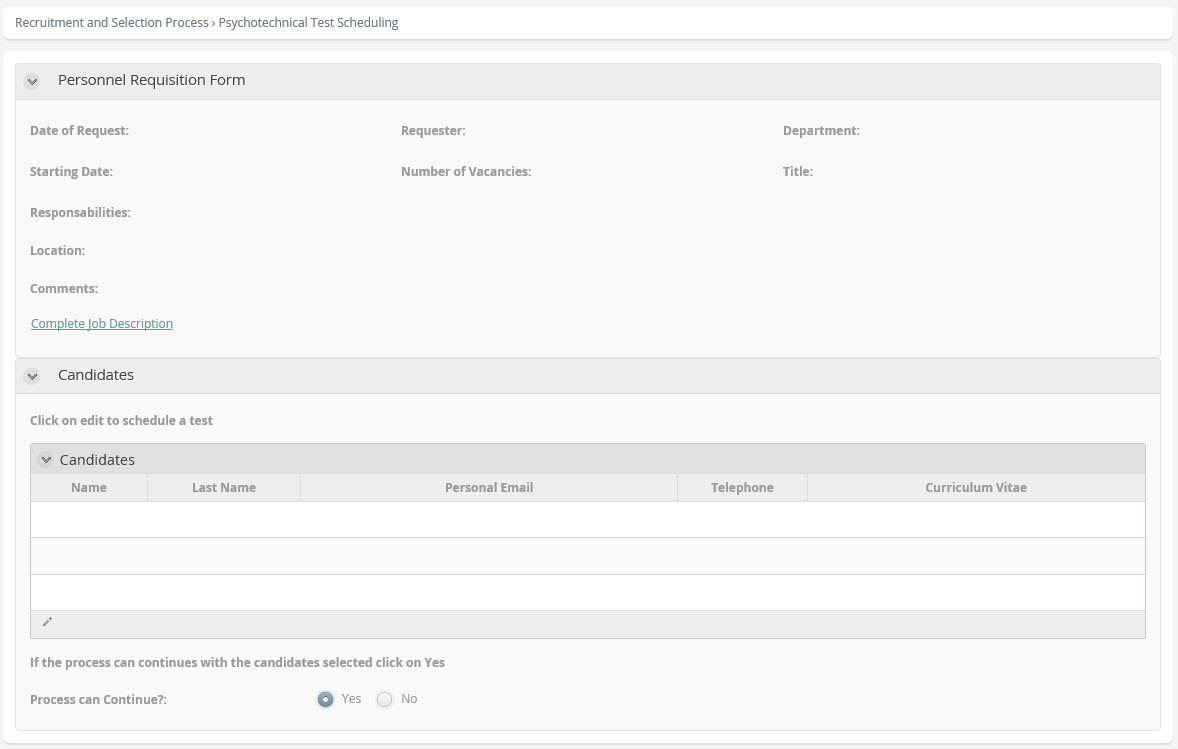 Recruitment and Selection Process › Psychotechnical Test Scheduling
Personnel Requisition Form
Date of Request: Requester: Department:
Starting Date: Number of Vacancies: Title:
Responsabilities:
Location:
Comments:
Complete Job Description
Candidates
Click on edit to schedule a test
Candidates
Name Last Name Personal Email Telephone Curriculum Vitae
If the process can continues with the candidates selected click on Yes
Process can Continue?: Yes No